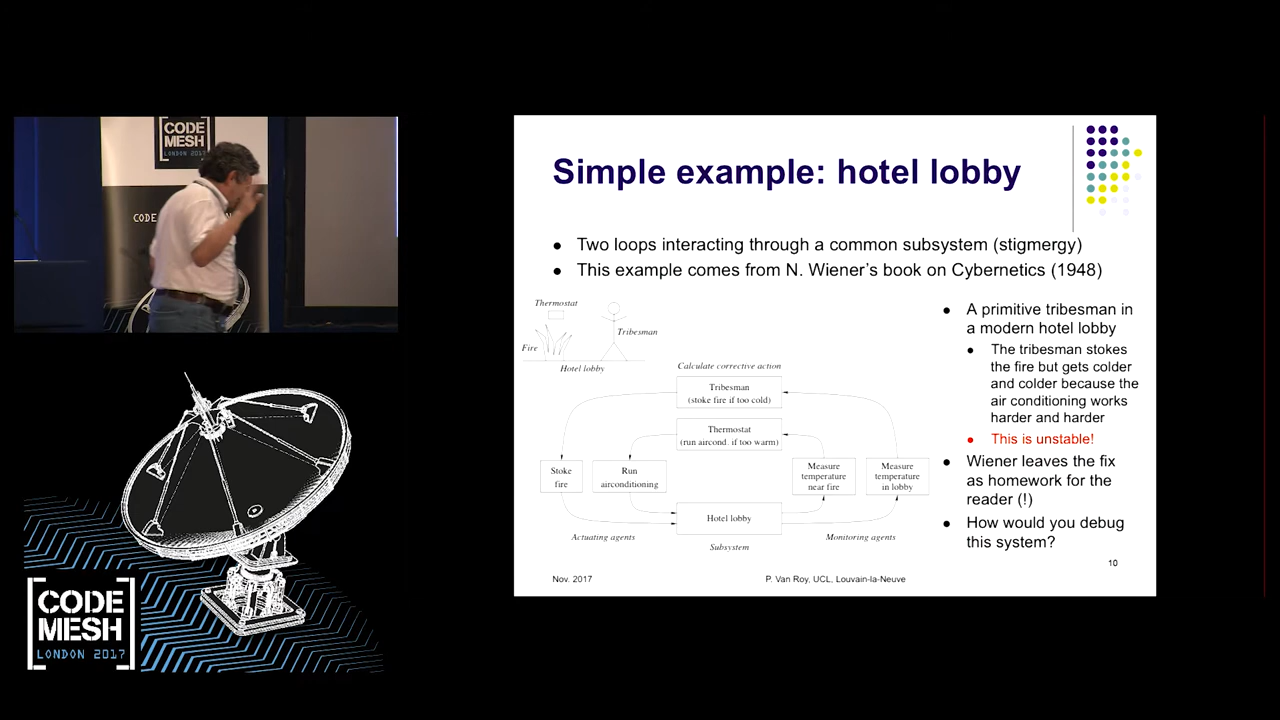 CODE
MESH
LONDON 2017
CODE
Simple example: hotel lobby
● Two loops interacting through a common subsystem (stigmergy)
● This example comes from N. Wiener's book on Cybernetics (1948)
Thermostat
Tribesman
Fire
Hotel lobby
Calculate corrective action
Tribesman
(stoke fire if too cold)
Thermostat
(run aircond. if too warm)
Stoke
fire
Run
airconditioning
Measure
temperature
near fire
Measure
temperature
in lobby
Hotel lobby
Actuating agents
Subsystem
Monitoring agents
● A primitive tribesman in
a modern hotel lobby
● The tribesman stokes
the fire but gets colder
and colder because the
air conditioning works
harder and harder
● This is unstable!
● Wiener leaves the fix
as homework for the
reader (!)
● How would you debug
this system?
10
Nov. 2017
P. Van Roy, UCL, Louvain-la-Neuve
CODE
MESH
LONDON 2017